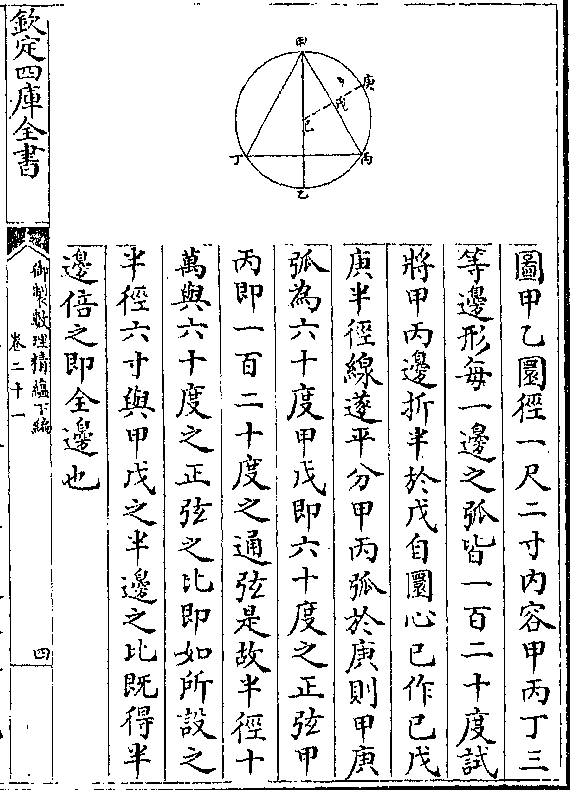 圖甲乙圜徑一尺二寸內容甲丙丁三
等邊形每一邊之弧皆一百二十度試
將甲丙邊折半於戊自圜心已作已戊
庚半徑線遂平分甲丙弧於庚則甲庚
弧為六十度甲戊即六十度之正弦甲
丙即一百二十度之通弦是故半徑十
萬與六十度之正弦之比即如所設之
半徑六寸與甲戊之半邊之比既得半
邊倍之即全邊也
甲
庚
戊
已
丁
丙
乙
欽定四庫全書
御製數理精蘊下編
卷二十一
四